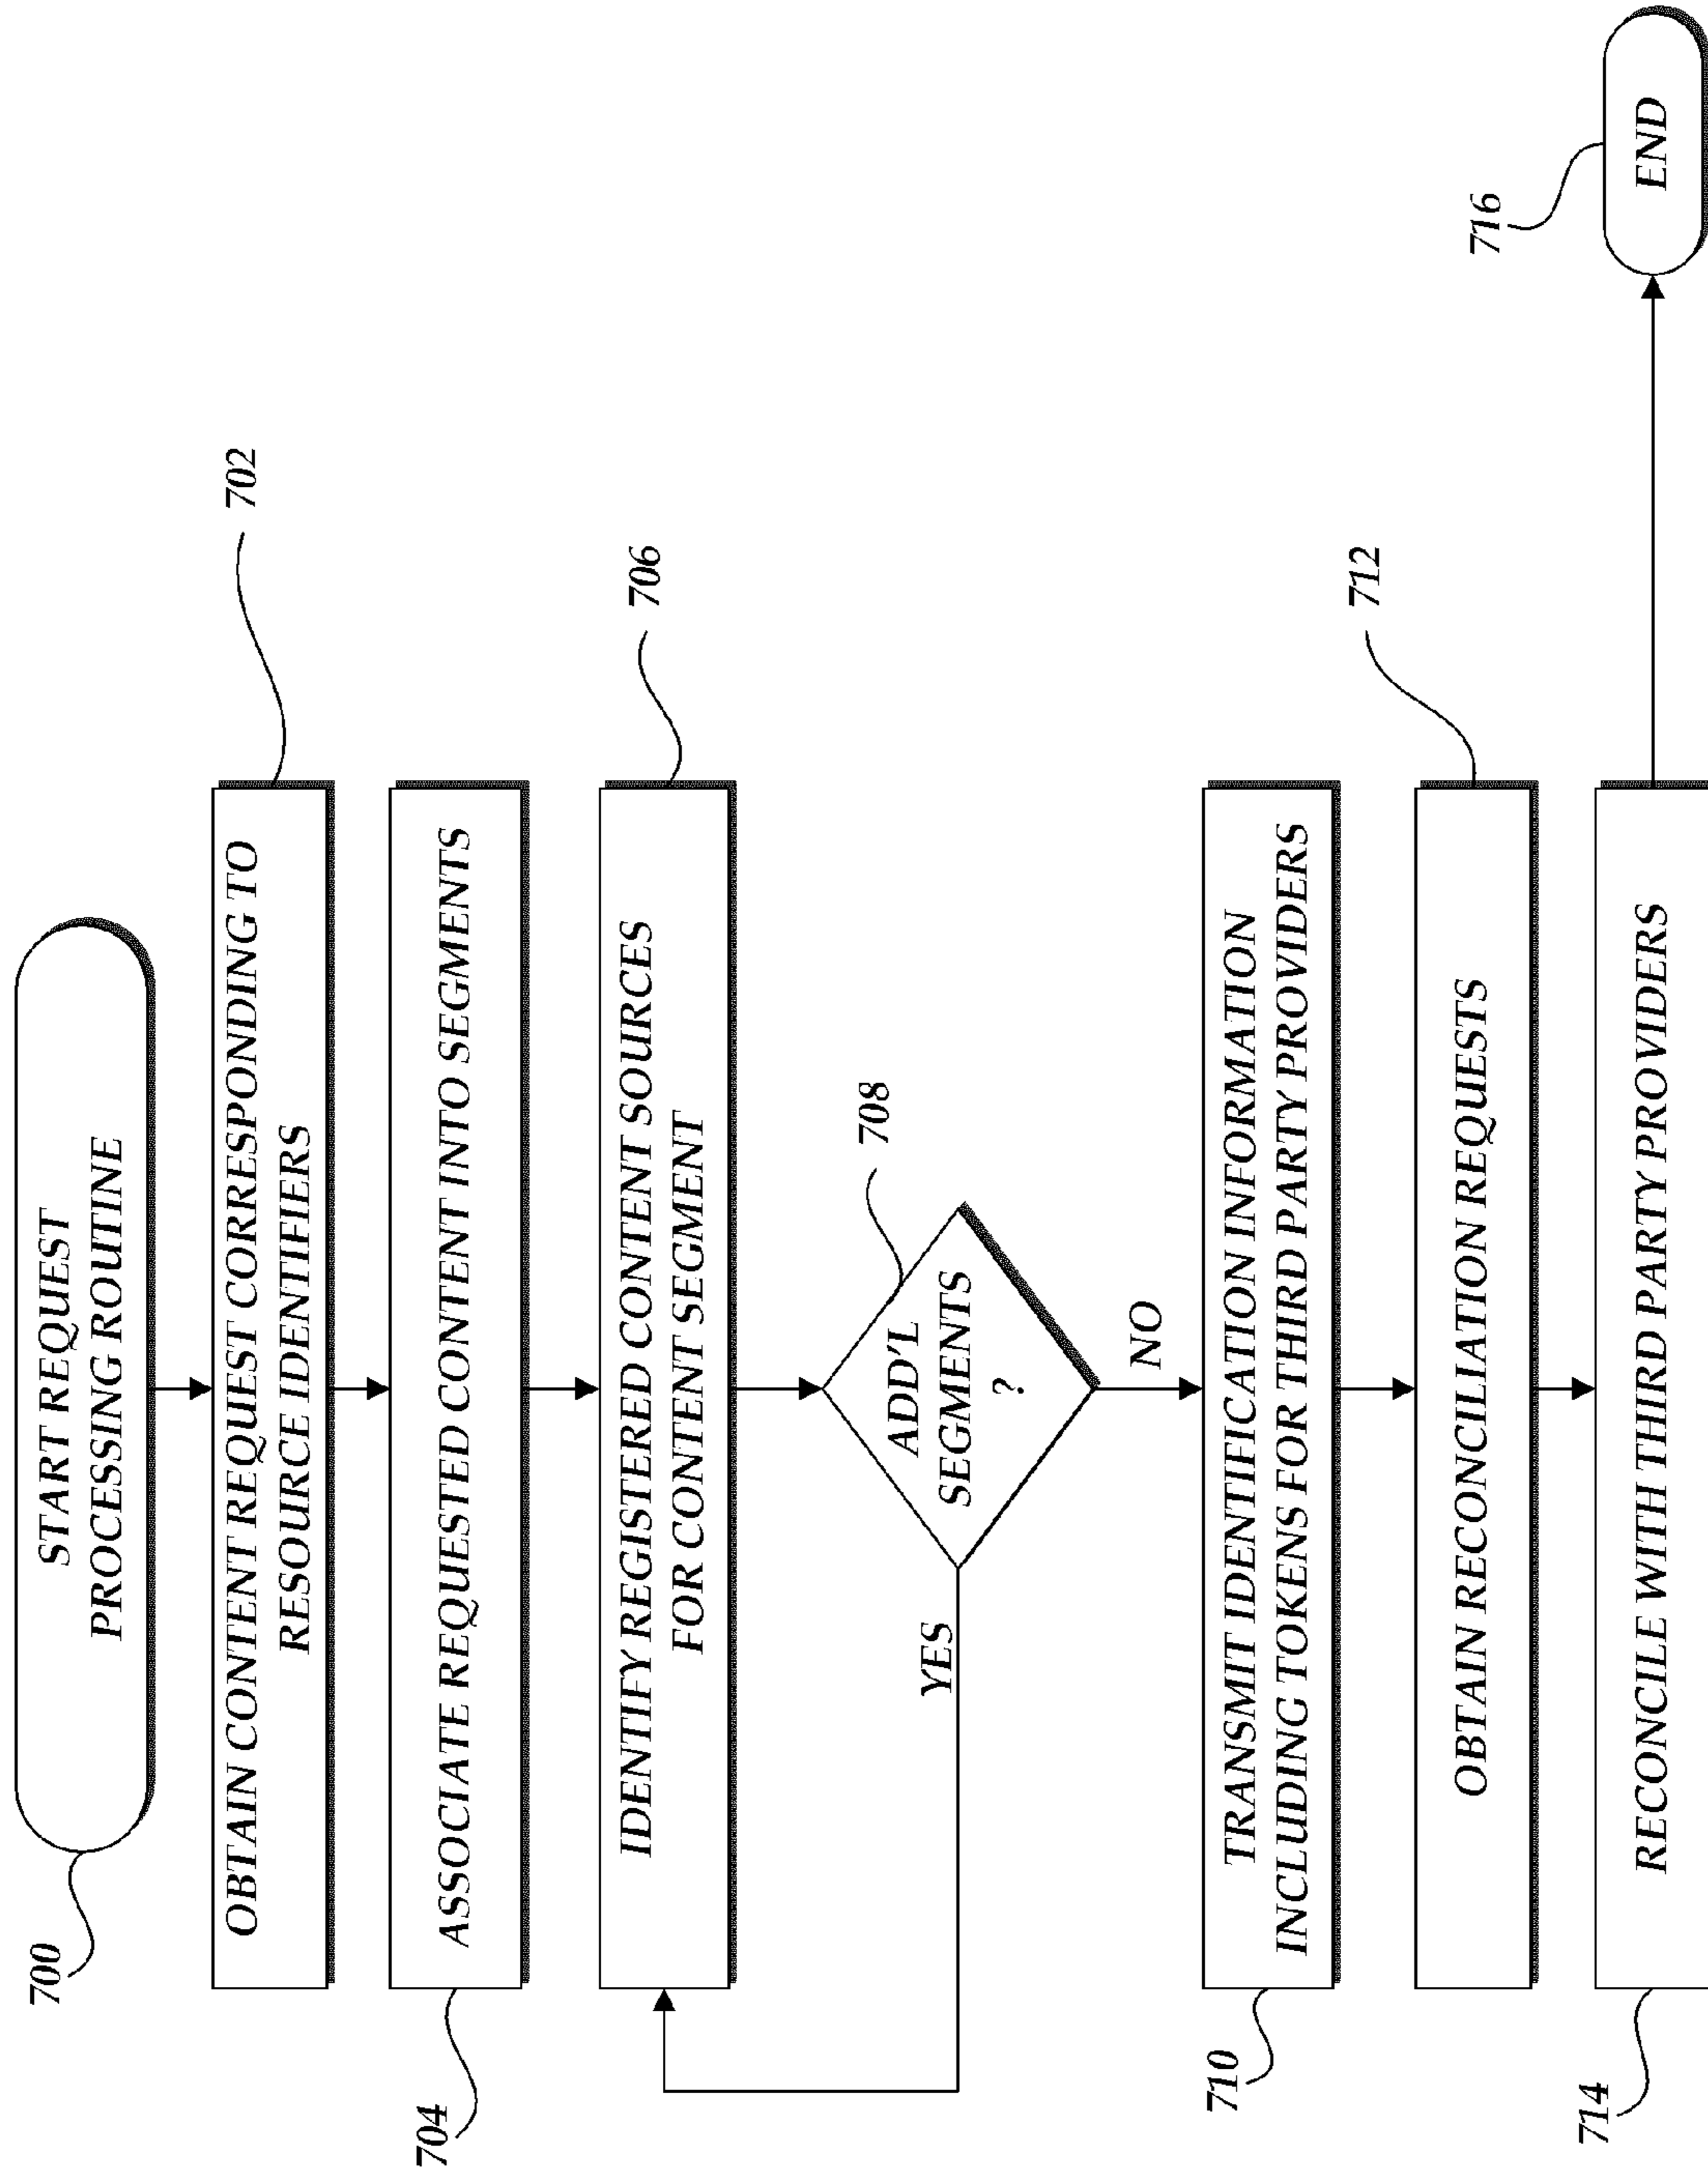 START REQUEST
PROCESSING ROUTINE
700
OBTAIN CONTENT REQUEST CORRESPONDING TO
RESOURCE IDENTIFIERS
702
ASSOCIATE REQUESTED CONTENT INTO SEGMENTS
704
IDENTIFY REGISTERED CONTENT SOURCES
FOR CONTENT SEGMENT
706
ADD'L
SEGMENTS
?
708
YES
NO
TRANSMIT IDENTIFICATION INFORMATION
INCLUDING TOKENS FOR THIRD PARTY PROVIDERS
710
OBTAIN RECONCILIATION REQUESTS
712
RECONCILE WITH THIRD PARTY PROVIDERS
714
END
716